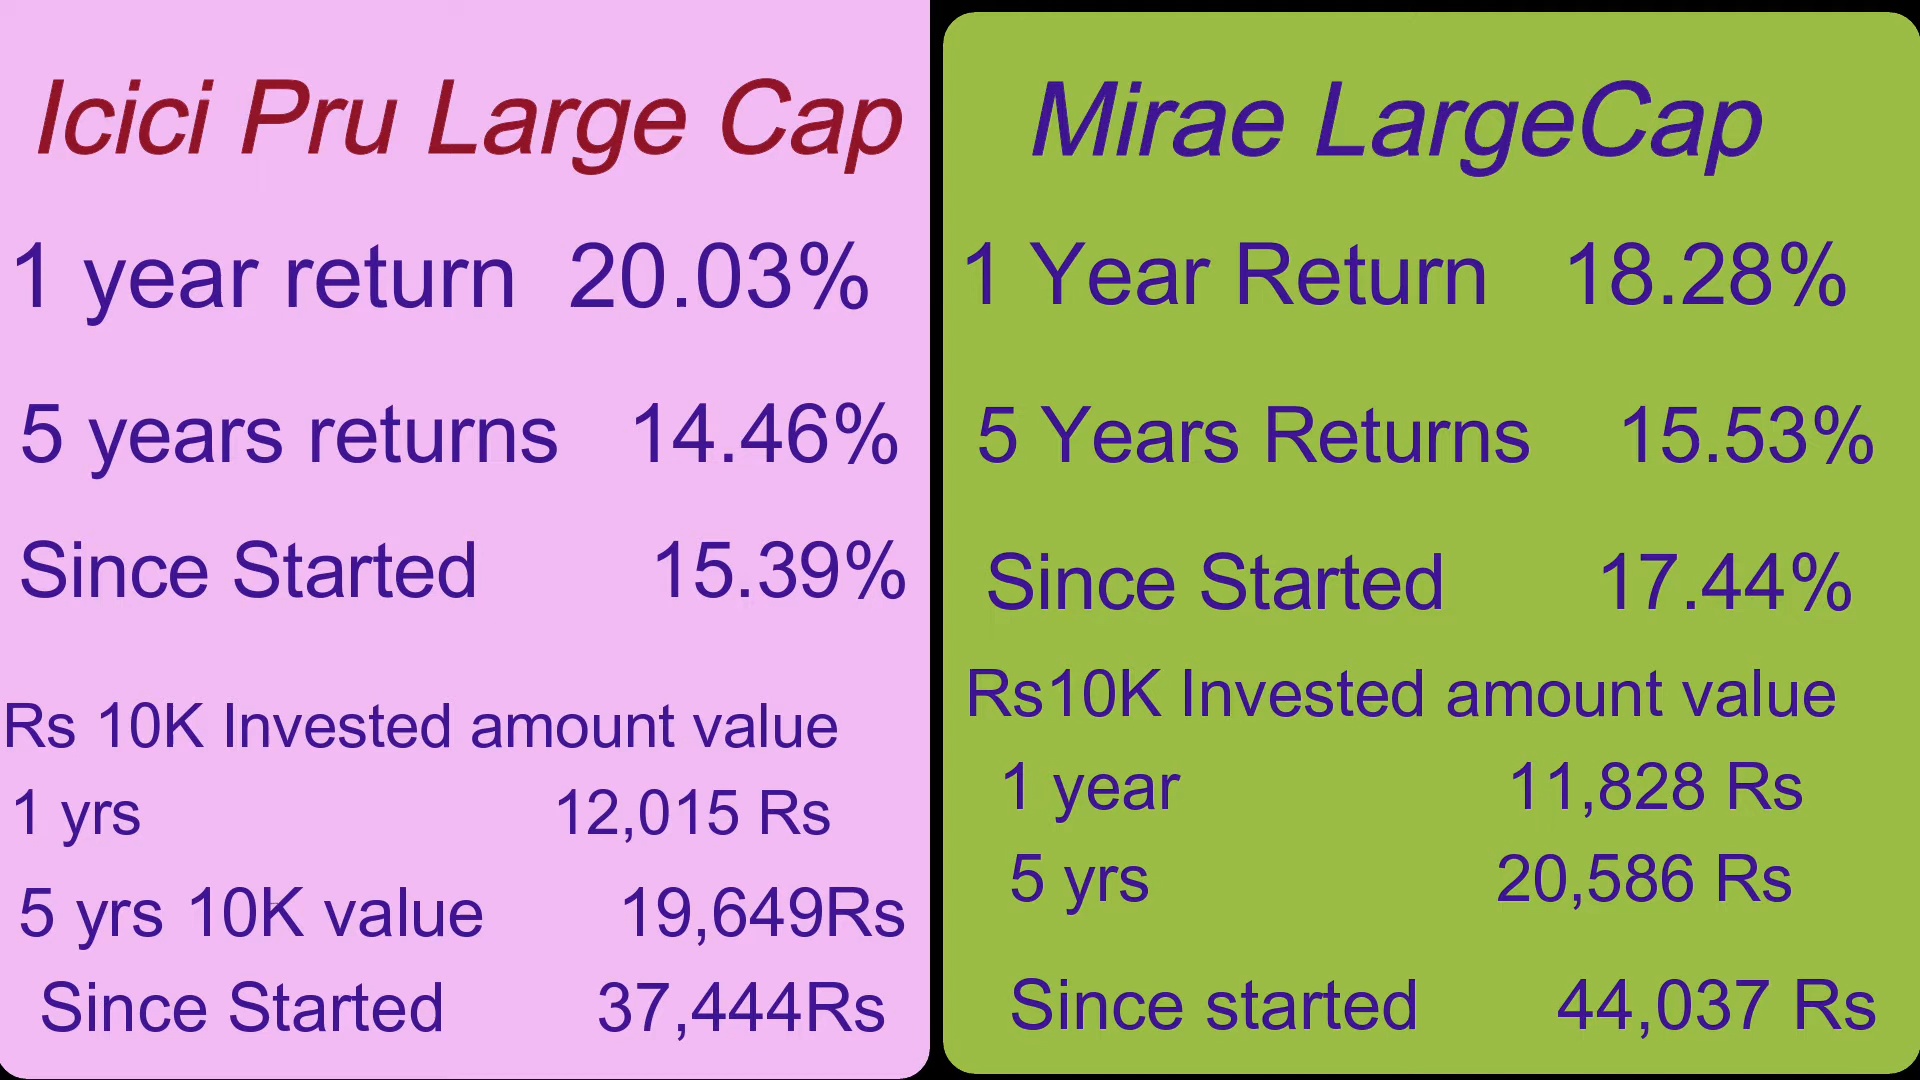 Icici Pru Large Cap
1 year return 20.03%
5 years returns 14.46%
Since Started 15.39%
Rs 10K Invested amount value
1 yrs 12,015 Rs
5 yrs 10K value 19,649Rs
Since Started 37,444Rs
Mirae LargeCap
1 Year Return 18.28%
5 Years Returns 15.53%
Since Started 17.44%
Rs10K Invested amount value
1 year 11,828 Rs
5 yrs 20,586 Rs
Since started 44,037 Rs